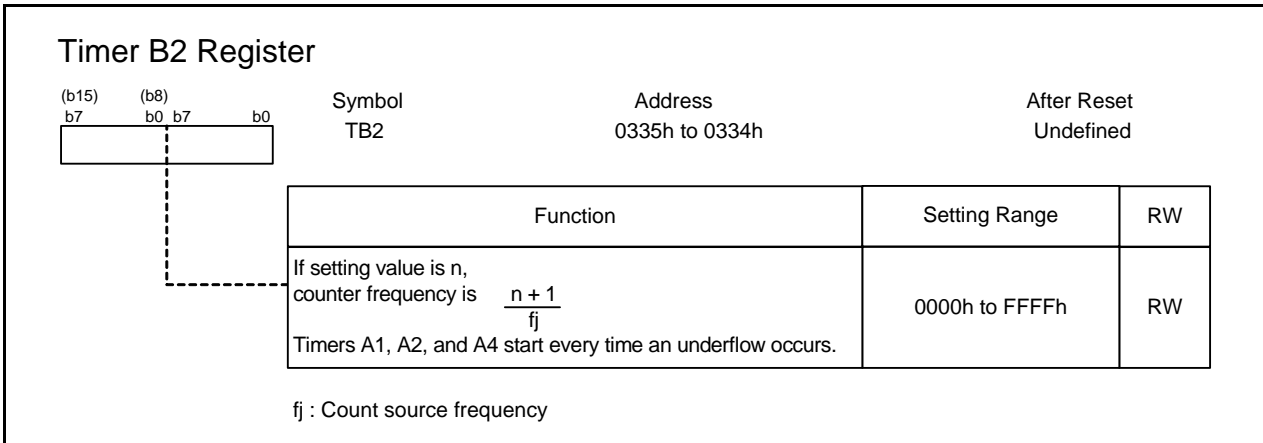 Timer B2 Register
(b15) (b8)
b7 b0 b7 b0
Symbol Address After Reset
TB2 0335h to 0334h Undefined
Function Setting Range RW
If setting value is n,
counter frequency is n + 1
fj
Timers A1, A2, and A4 start every time an underflow occurs.
0000h to FFFFh RW
fj : Count source frequency